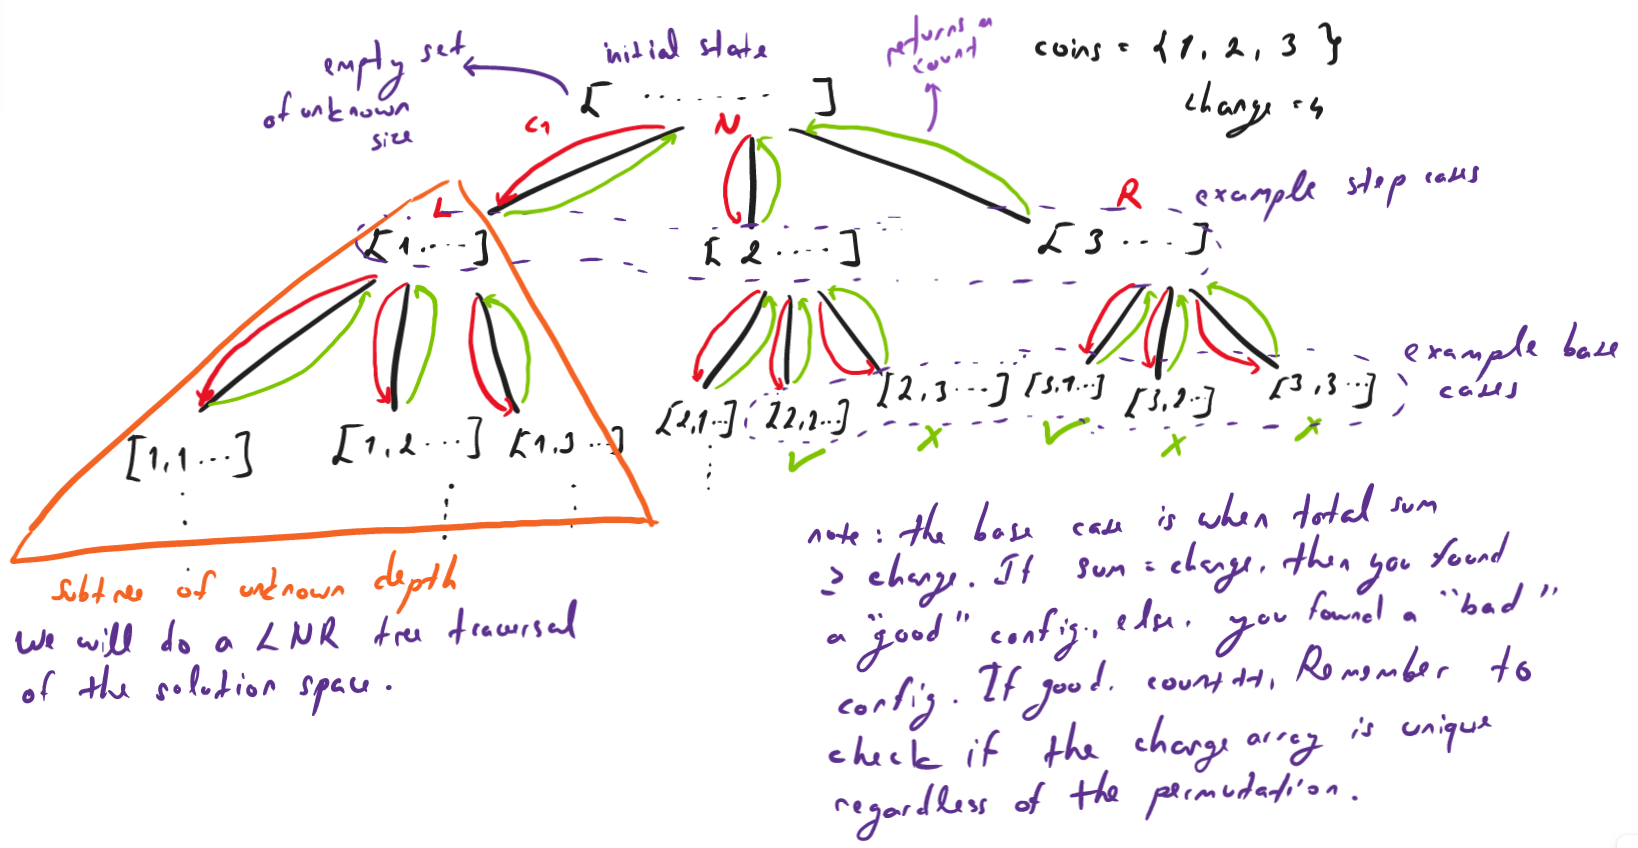 empty set
of unknown
size
initial state
returns a
count
coins = {1, 2, 3}
change = 4
[ ....... ]
C1
N
L
R
example step cases
[1....]
[2....]
[3....]
[1,1...]
[1,2...]
[1,3...]
[2,1...]
[2,2...]
[2,3....]
[3,1...]
[3,2...]
[3,3...]
example base
cases
subtree of unknown depth
We will do a LNR tree traversal
of the solution space.
note: the base case is when total sum
≥ change. If sum = change, then you found
a "good" config., else, you found a "bad"
config. If good, count++, Remember to
check if the change array is unique
regardless of the permutation.